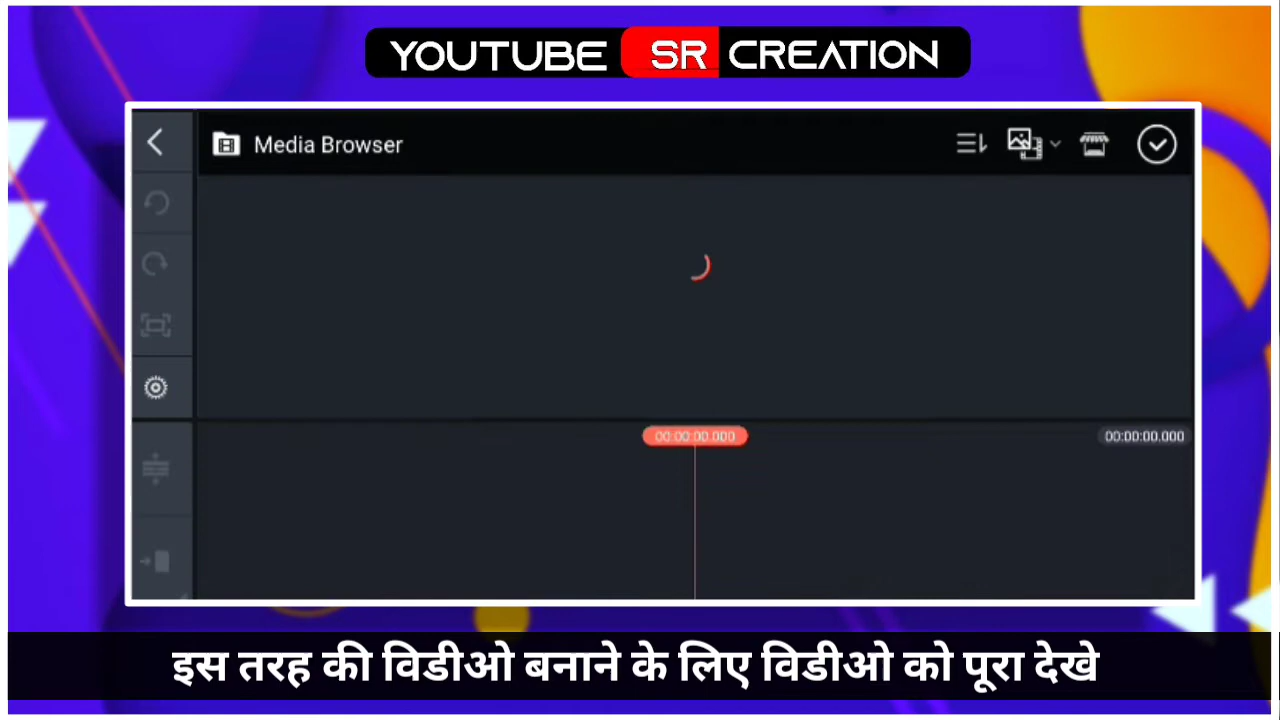 YOUTUBE SR CREATION
Media Browser
00:00:00.000
00:00:00.000
इस तरह की विडीओ बनाने के लिए विडीओ को पूरा देखे